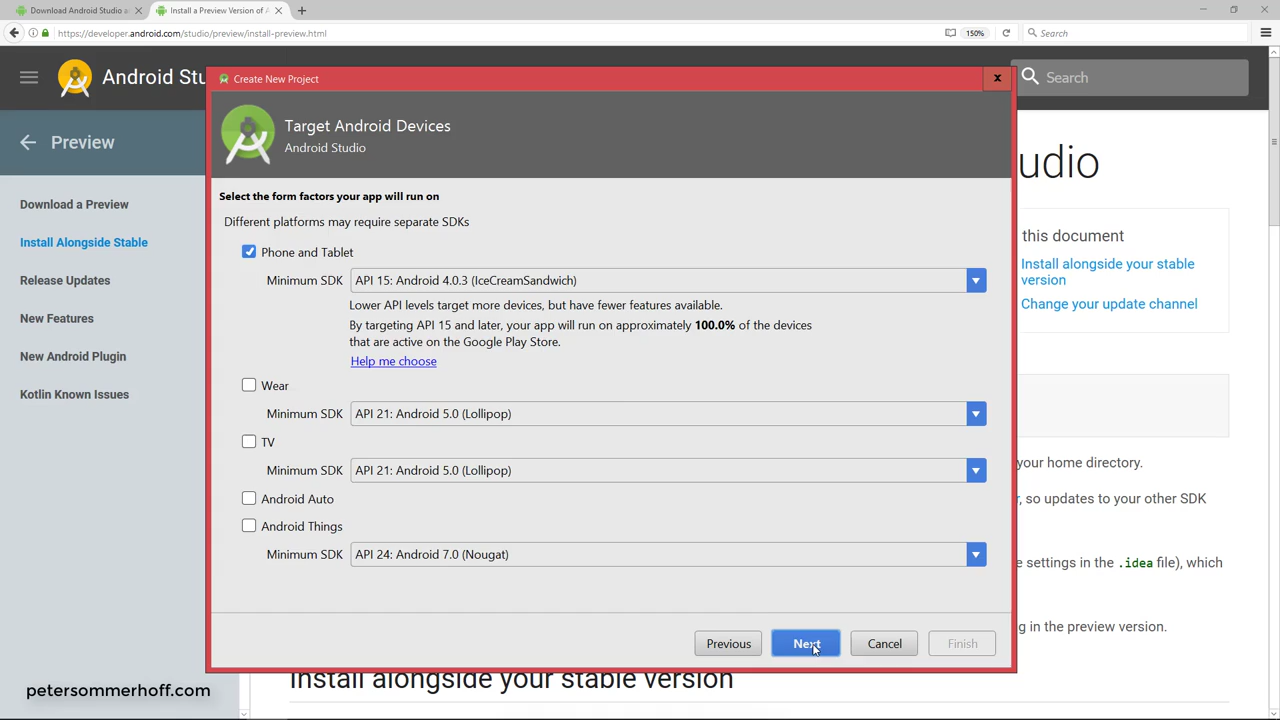 Download Android Studio a
Install a Preview Version of A
https://developer.android.com/studio/preview/install-preview.html
150%
Search
Android Stu
Search
Preview
Download a Preview
Install Alongside Stable
Release Updates
New Features
New Android Plugin
Kotlin Known Issues
Create New Project
Target Android Devices
Android Studio
Select the form factors your app will run on
Different platforms may require separate SDKs
Phone and Tablet
Minimum SDK API 15: Android 4.0.3 (IceCreamSandwich)
Lower API levels target more devices, but have fewer features available.
By targeting API 15 and later, your app will run on approximately 100.0% of the devices
that are active on the Google Play Store.
Help me choose
Wear
Minimum SDK API 21: Android 5.0 (Lollipop)
TV
Minimum SDK API 21: Android 5.0 (Lollipop)
Android Auto
Android Things
Minimum SDK API 24: Android 7.0 (Nougat)
Previous Next Cancel Finish
udio
this document
Install alongside your stable
version
Change your update channel
your home directory.
, so updates to your other SDK
e settings in the .idea file), which
g in the preview version.
Install alongside your stable version
petersommerhoff.com